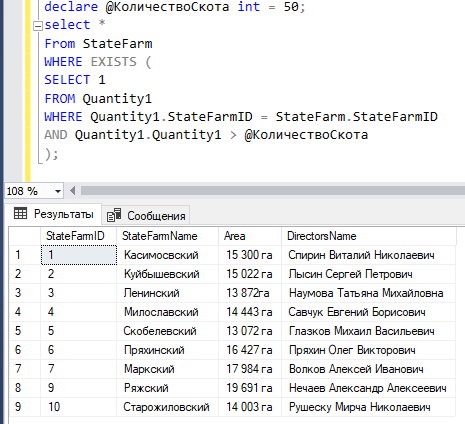 declare @КоличествоСкота int = 50;
select *
From StateFarm
WHERE EXISTS (
SELECT 1
FROM Quantity1
WHERE Quantity1.StateFarmID = StateFarm.StateFarmID
AND Quantity1.Quantity1 > @КоличествоСкота
);
108 %
Результаты Сообщения
StateFarmID StateFarmName Area DirectorsName
1 1 Касимосвский 15 300 га Спирин Виталий Николаевич
2 2 Куйбышевский 15 022 га Лысин Сергей Петрович
3 3 Ленинский 13 872га Наумова Татьяна Михайловна
4 4 Милославский 14 443 га Савчук Евгений Борисович
5 5 Скобелевский 13 072 га Глазков Михаил Васильевич
6 6 Пряхинский 16 427 га Пряхин Олег Викторович
7 7 Маркский 17 984 га Волков Алексей Иванович
8 9 Ряжский 19 691 га Нечаев Александр Алексеевич
9 10 Старожиловский 14 003 га Рушеску Мирча Николаевич